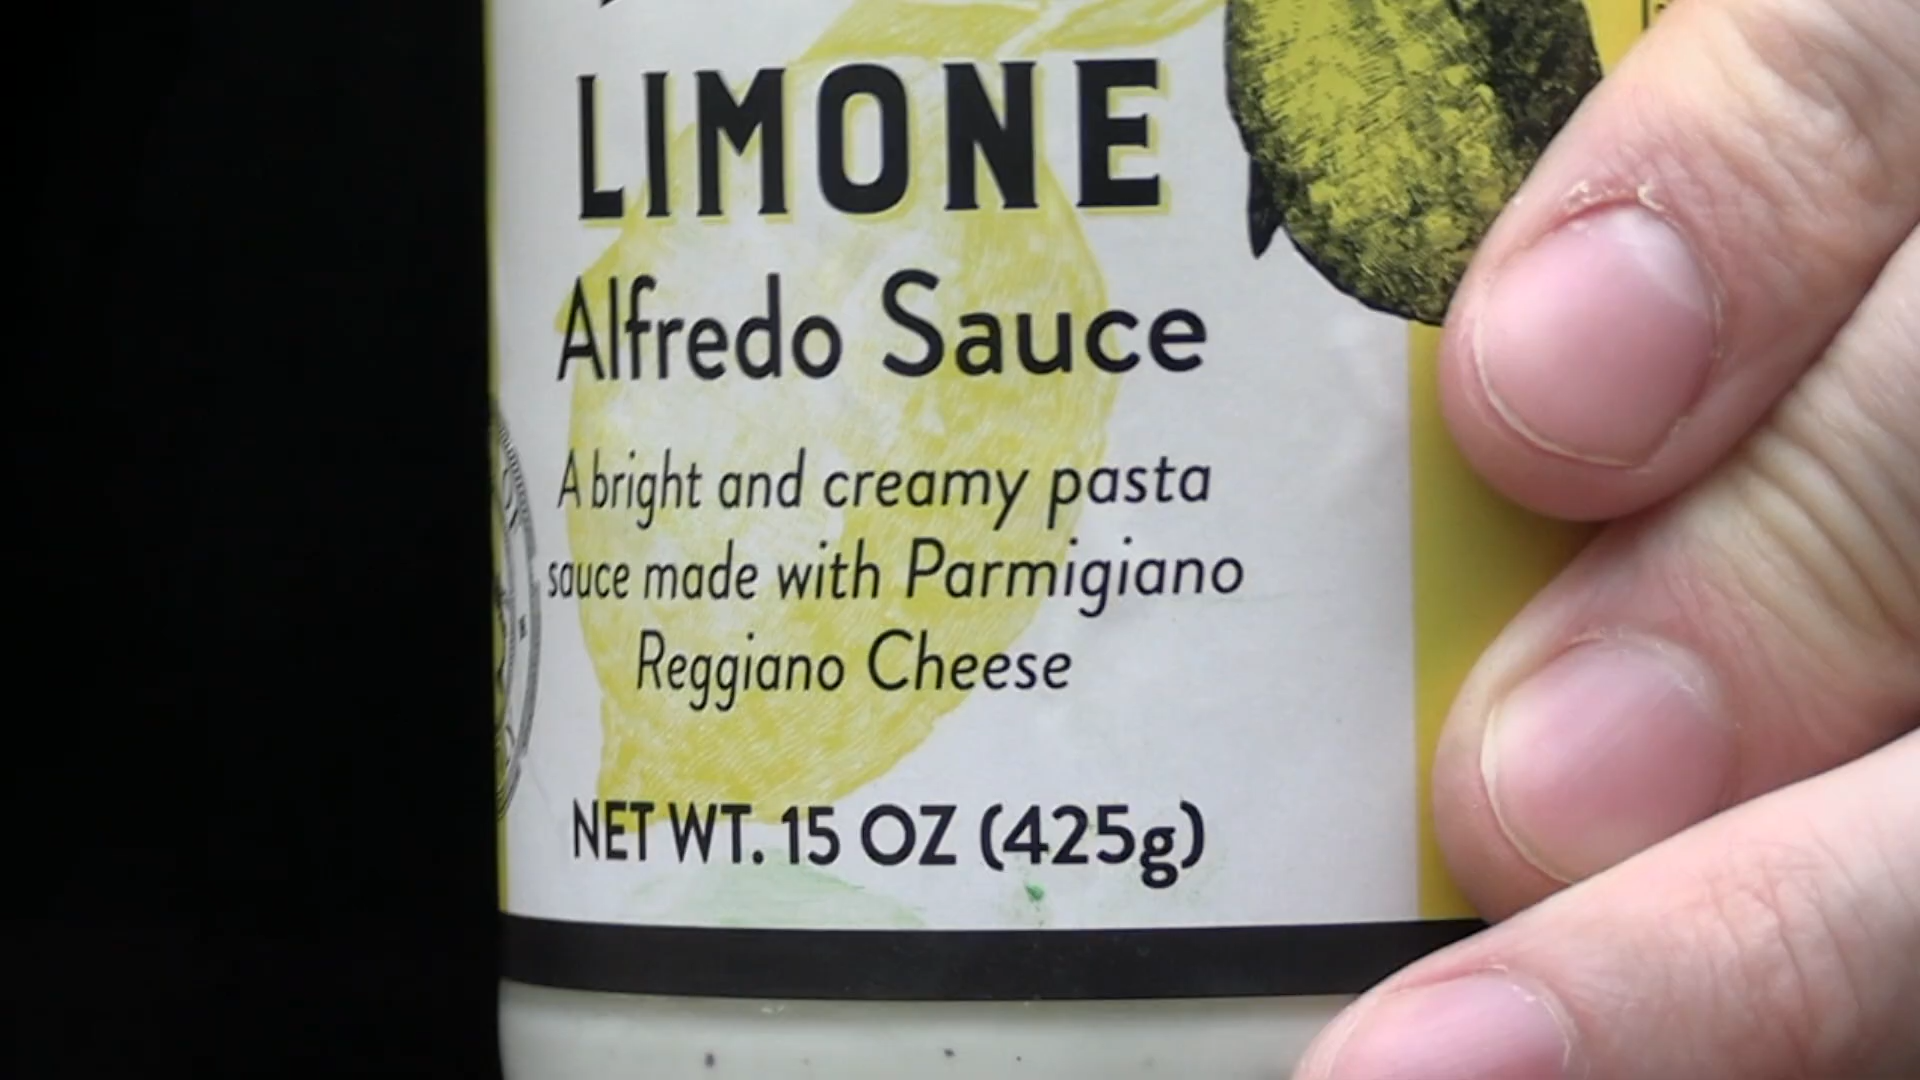 LIMONE
Alfredo Sauce
A bright and creamy pasta
sauce made with Parmigiano
Reggiano Cheese
NET WT. 15 OZ (425g)